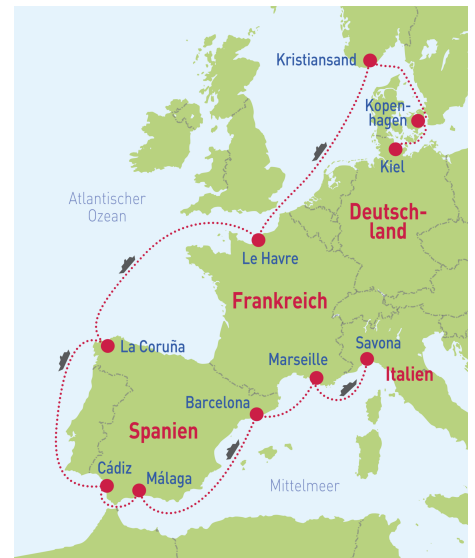 Kristiansand
Kopen-
hagen
Kiel
Atlantischer
Ozean
Deutsch-
land
Le Havre
Frankreich
La Coruña
Marseille
Savona
Italien
Barcelona
Spanien
Cádiz
Málaga
Mittelmeer